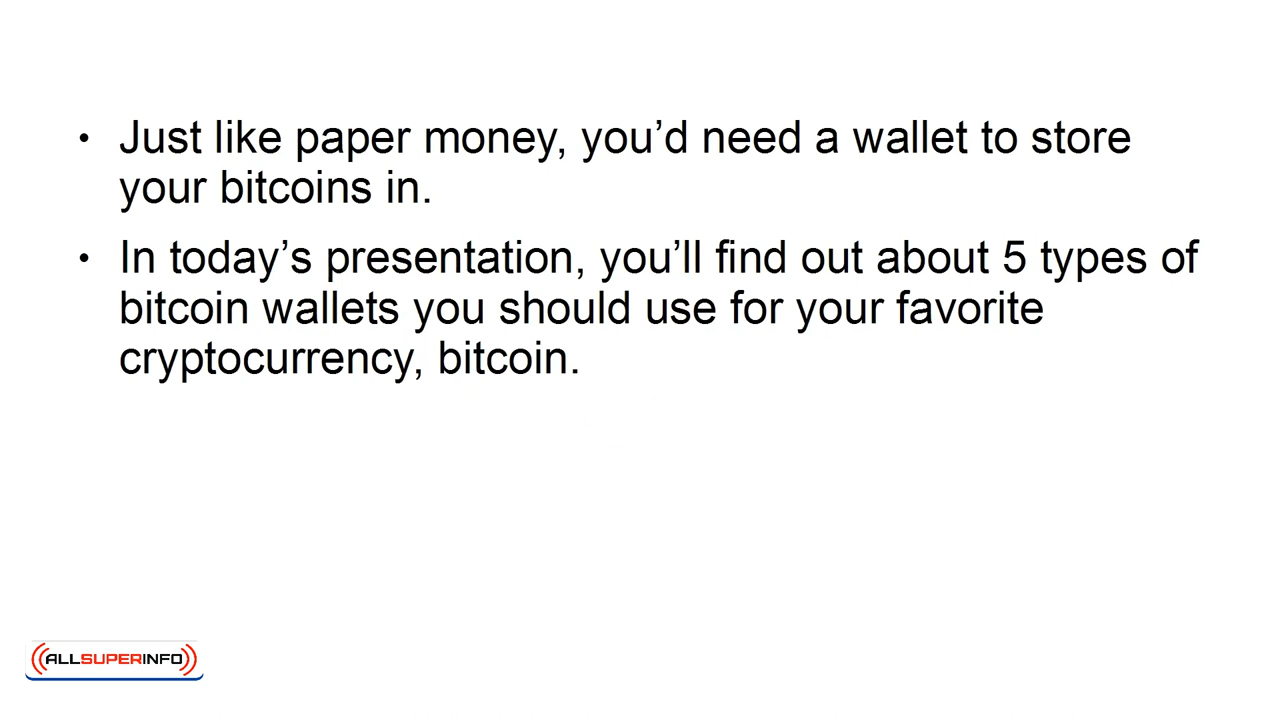 • Just like paper money, you’d need a wallet to store
your bitcoins in.
• In today’s presentation, you’ll find out about 5 types of
bitcoin wallets you should use for your favorite
cryptocurrency, bitcoin.
ALLSUPERINFO